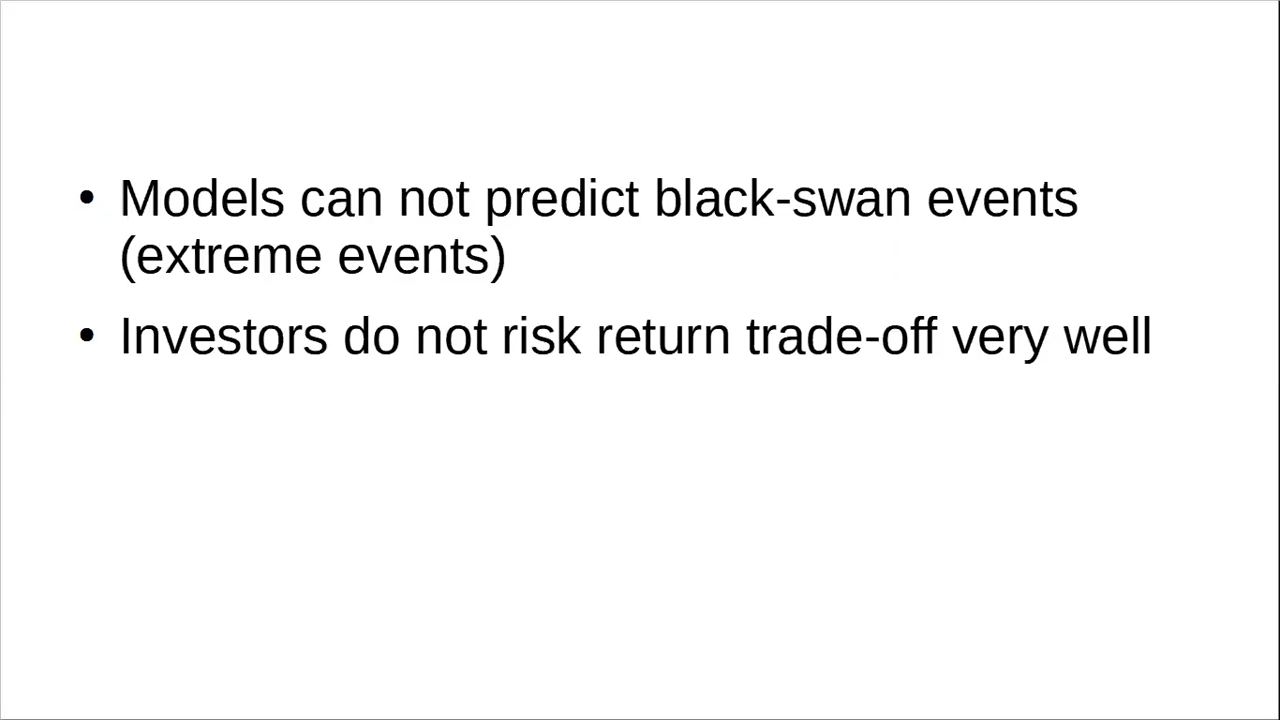 • Models can not predict black-swan events
(extreme events)
• Investors do not risk return trade-off very well